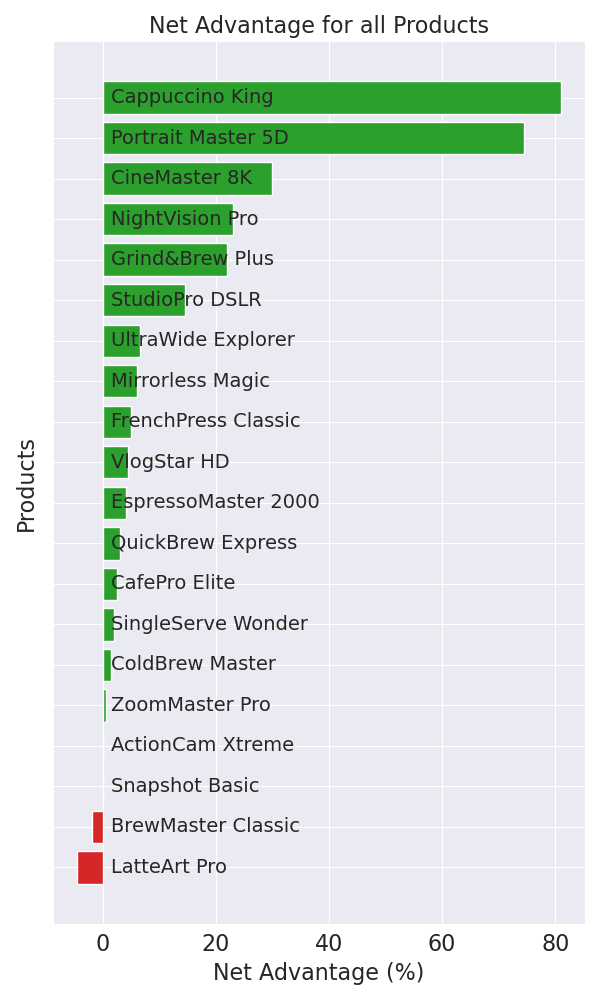 Net Advantage for all Products
Cappuccino King
Portrait Master 5D
CineMaster 8K
NightVision Pro
Grind&Brew Plus
StudioPro DSLR
UltraWide Explorer
Mirrorless Magic
FrenchPress Classic
VlogStar HD
EspressoMaster 2000
QuickBrew Express
CafePro Elite
SingleServe Wonder
ColdBrew Master
ZoomMaster Pro
ActionCam Xtreme
Snapshot Basic
BrewMaster Classic
LatteArt Pro
Products
0 20 40 60 80
Net Advantage (%)